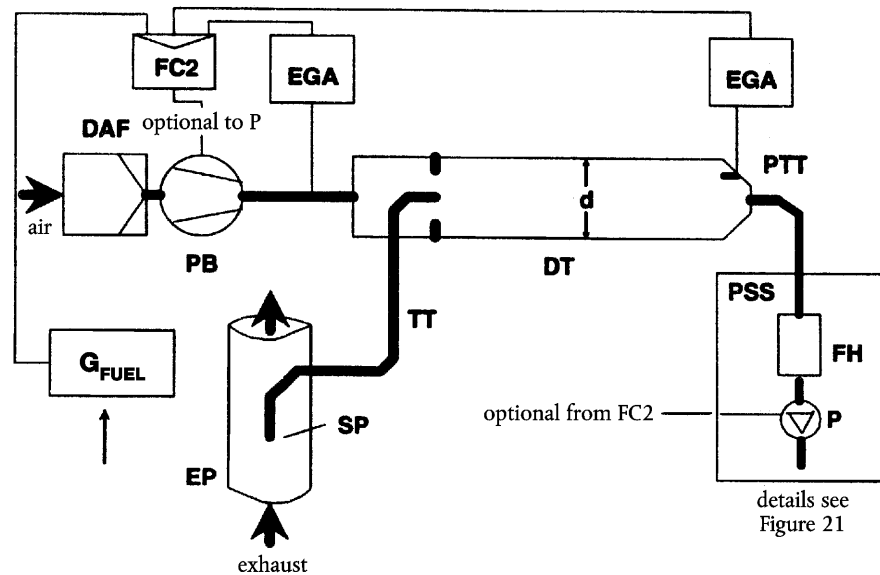 FC2
EGA
EGA
optional to P
DAF
PTT
air
d
PB
DT
PSS
TT
G FUEL
FH
optional from FC2
P
SP
EP
details see
Figure 21
exhaust